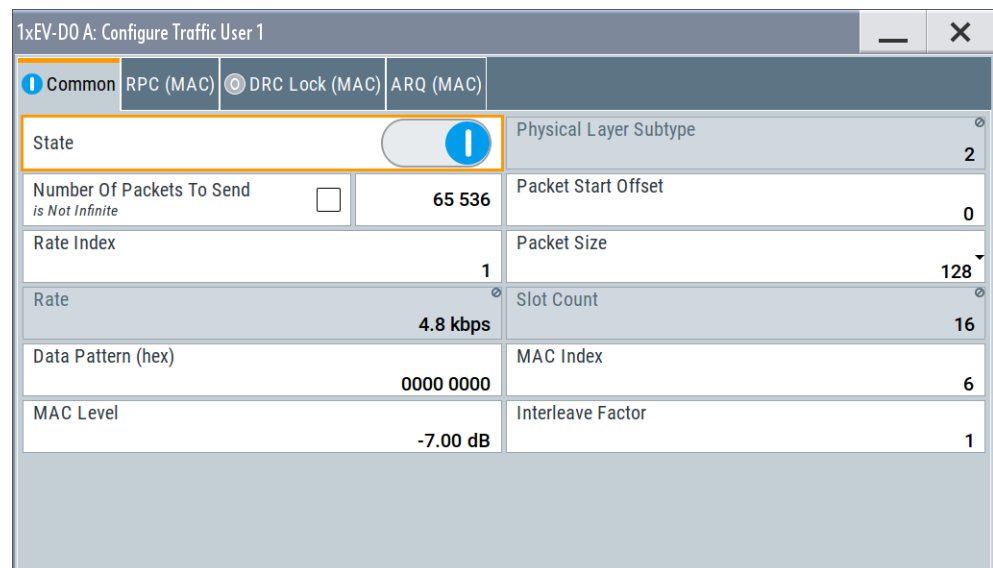 1xEV-DO A: Configure Traffic User 1
Common RPC (MAC) DRC Lock (MAC) ARQ (MAC)
State
Physical Layer Subtype
2
Number Of Packets To Send
is Not Infinite
65 536
Packet Start Offset
0
Rate Index
1
Packet Size
128
Rate
4.8 kbps
Slot Count
16
Data Pattern (hex)
0000 0000
MAC Index
6
MAC Level
-7.00 dB
Interleave Factor
1